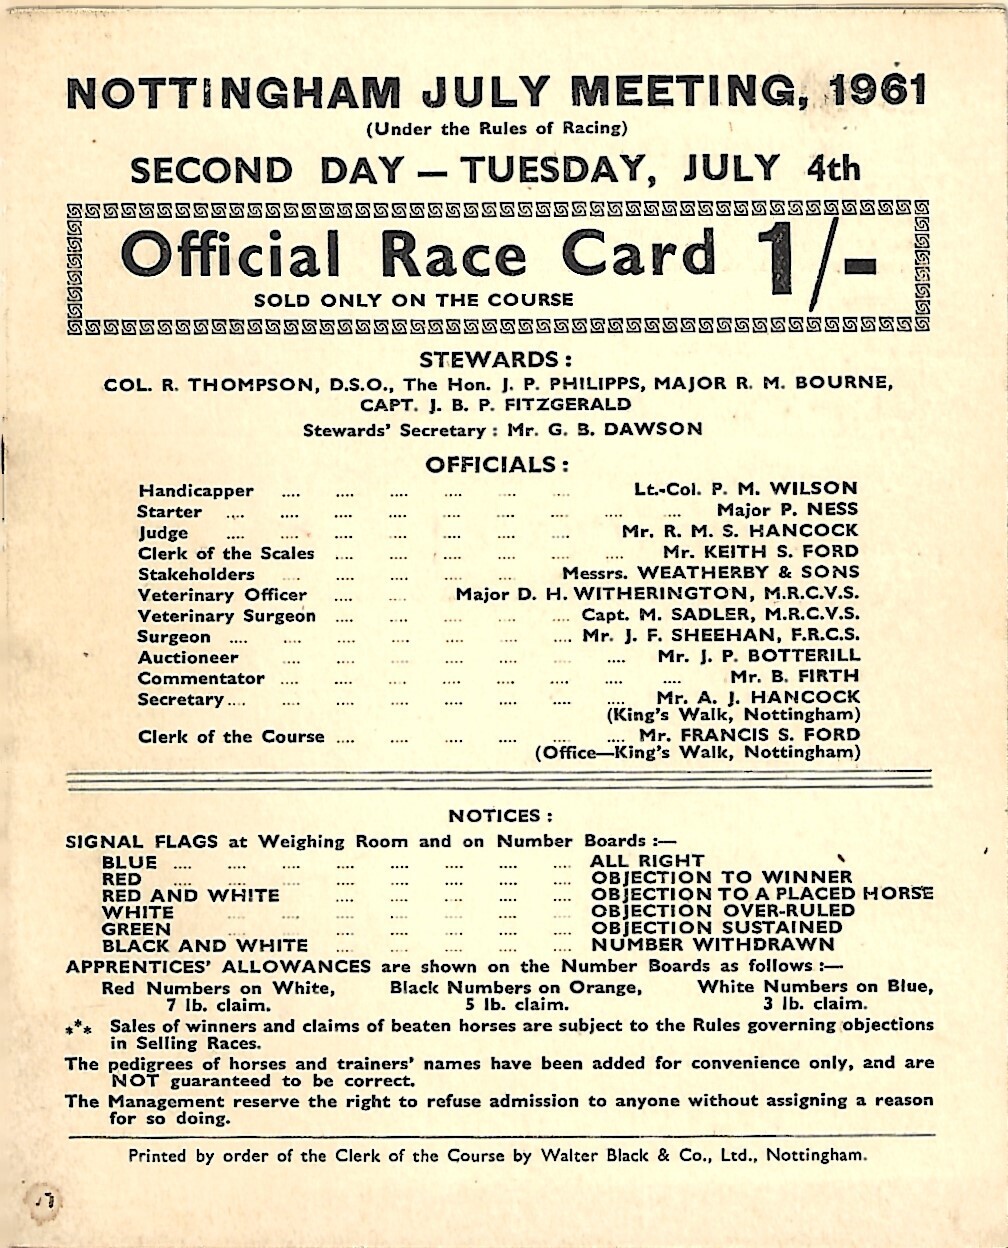 NOTTINGHAM JULY MEETING, 1961
(Under the Rules of Racing)
SECOND DAY — TUESDAY, JULY 4th
Official Race Card 1/-
SOLD ONLY ON THE COURSE
STEWARDS :
COL. R. THOMPSON, D.S.O., The Hon. J. P. PHILIPPS, MAJOR R. M. BOURNE,
CAPT. J. B. P. FITZGERALD
Stewards' Secretary : Mr. G. B. DAWSON
OFFICIALS :
Handicapper .... .... .... .... .... .... Lt.-Col. P. M. WILSON
Starter .... .... .... .... .... .... .... .... .... Major P. NESS
Judge .... .... .... .... .... .... .... Mr. R. M. S. HANCOCK
Clerk of the Scales .... .... .... .... .... .... Mr. KEITH S. FORD
Stakeholders .... .... .... .... .... Messrs. WEATHERBY & SONS
Veterinary Officer .... .... Major D. H. WITHERINGTON, M.R.C.V.S.
Veterinary Surgeon .... .... .... .... .... Capt. M. SADLER, M.R.C.V.S.
Surgeon .... .... .... .... .... .... .... Mr. J. F. SHEEHAN, F.R.C.S.
Auctioneer .... .... .... .... .... .... Mr. J. P. BOTTERILL
Commentator .... .... .... .... .... .... .... .... Mr. B. FIRTH
Secretary .... .... .... .... .... .... .... .... Mr. A. J. HANCOCK
(King's Walk, Nottingham)
Clerk of the Course .... .... .... .... .... .... Mr. FRANCIS S. FORD
(Office—King's Walk, Nottingham)
NOTICES :
SIGNAL FLAGS at Weighing Room and on Number Boards :—
BLUE .... .... .... .... .... .... .... .... ALL RIGHT
RED .... .... .... .... .... .... .... .... OBJECTION TO WINNER
RED AND WHITE .... .... .... .... .... OBJECTION TO A PLACED HORSE
WHITE .... .... .... .... .... .... .... OBJECTION OVER-RULED
GREEN .... .... .... .... .... .... .... OBJECTION SUSTAINED
BLACK AND WHITE .... .... .... .... .... NUMBER WITHDRAWN
APPRENTICES' ALLOWANCES are shown on the Number Boards as follows :—
Red Numbers on White, Black Numbers on Orange, White Numbers on Blue,
7 lb. claim. 5 lb. claim. 3 lb. claim.
*** Sales of winners and claims of beaten horses are subject to the Rules governing objections
in Selling Races.
The pedigrees of horses and trainers' names have been added for convenience only, and are
NOT guaranteed to be correct.
The Management reserve the right to refuse admission to anyone without assigning a reason
for so doing.
Printed by order of the Clerk of the Course by Walter Black & Co., Ltd., Nottingham.